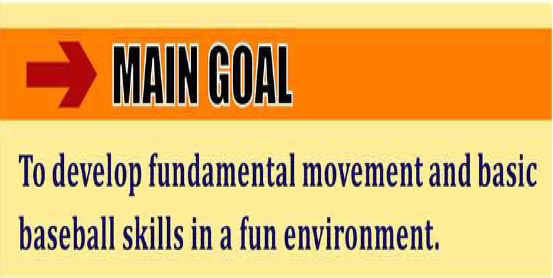 MAIN GOAL
To develop fundamental movement and basic
baseball skills in a fun environment.